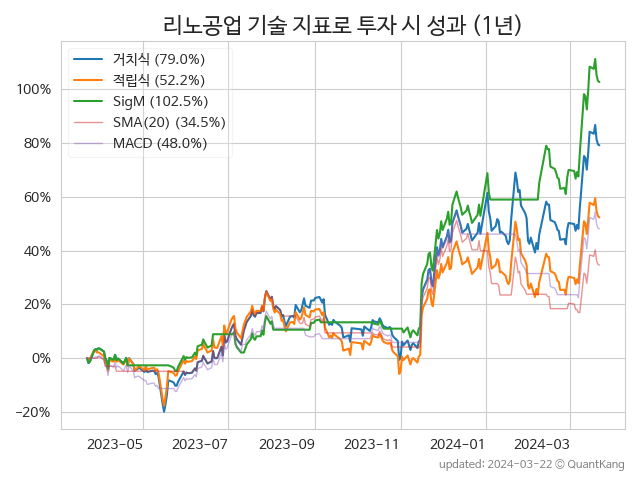 리노공업 기술 지표로 투자 시 성과 (1년)
거치식 (79.0%)
적립식 (52.2%)
SigM (102.5%)
SMA(20) (34.5%)
MACD (48.0%)
100%
80%
60%
40%
20%
0%
−20%
2023−05
2023−07
2023−09
2023−11
2024−01
2024−03
updated: 2024−03−22 © QuantKang